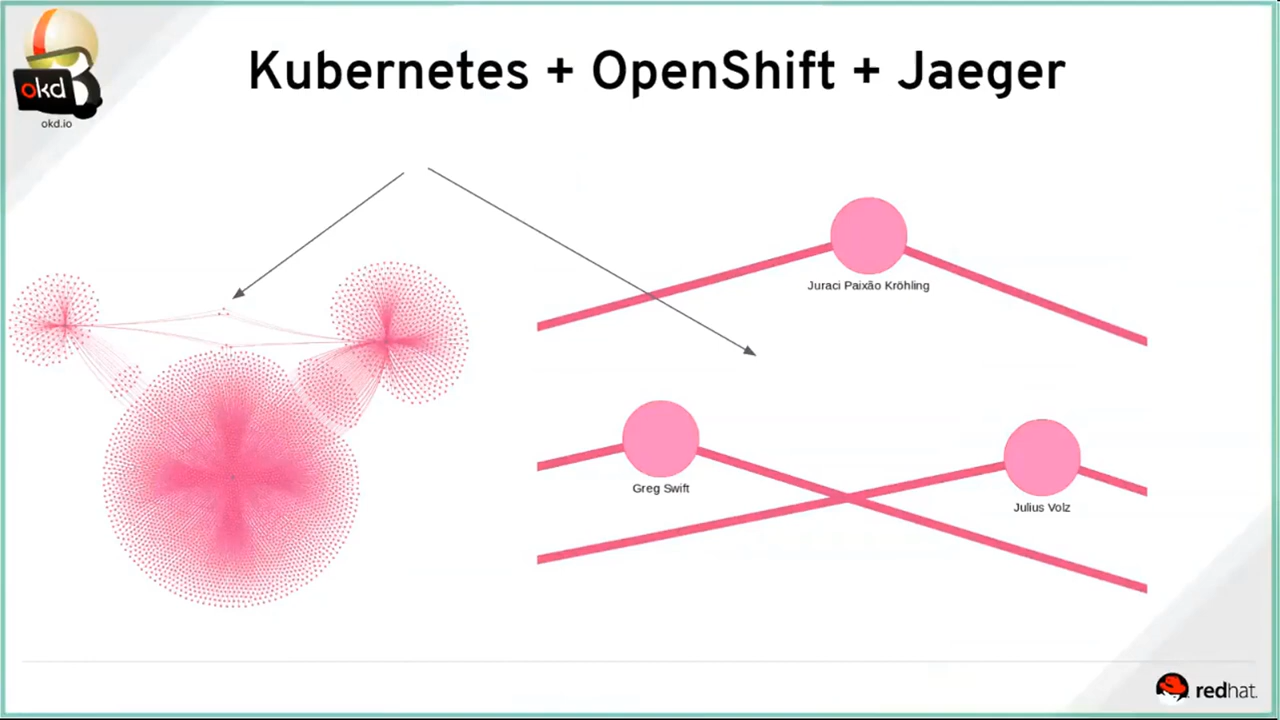 Kubernetes + OpenShift + Jaeger
okd
okd.io
Juraci Paixão Kröhling
Greg Swift
Julius Volz
redhat.